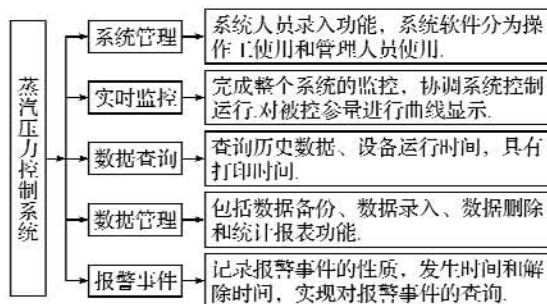 蒸汽压力控制系统
系统管理
系统人员录入功能，系统软件分为
操作工使用和管理人员使用.
实时监控
完成整个系统的监控，协调系统控制
运行.对被控参量进行曲线显示.
数据查询
查询历史数据、设备运行时间，具有
打印时间.
数据管理
包括数据备份、数据录入、数据删除
和统计报表功能.
报警事件
记录报警事件的性质，发生时间和解
除时间，实现对报警事件的查询.